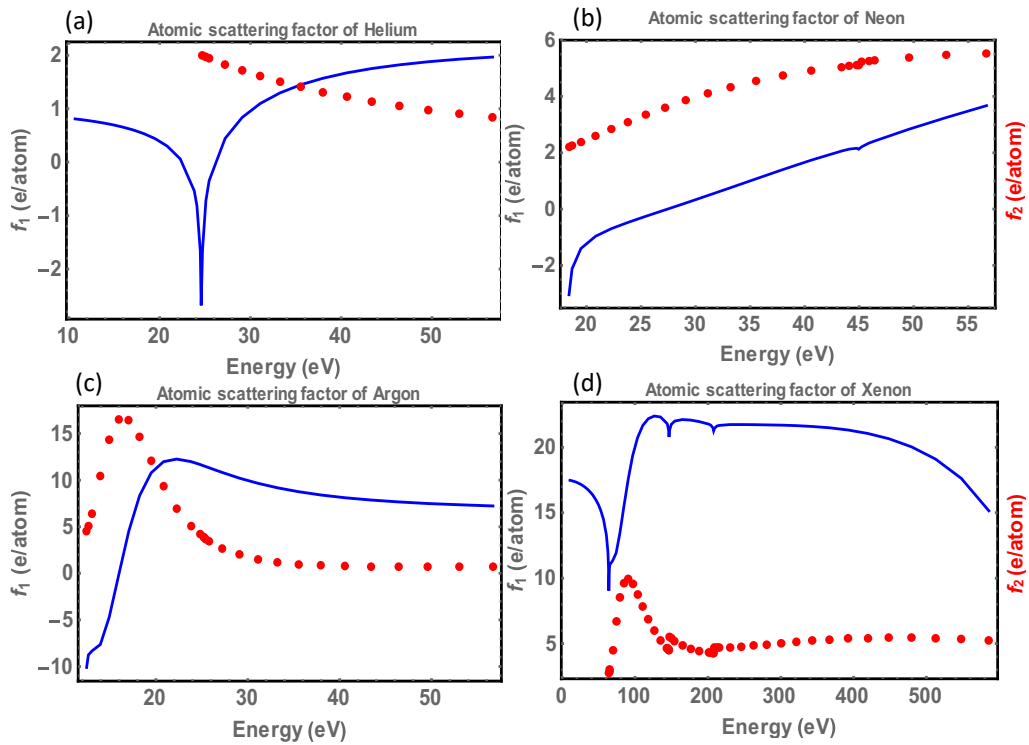 (a)
Atomic scattering factor of Helium
2
1
0
−1
−2
f1 (e/atom)
10 20 30 40 50
Energy (eV)
(b)
Atomic scattering factor of Neon
6
4
2
0
−2
f1 (e/atom)
f2 (e/atom)
20 25 30 35 40 45 50 55
Energy (eV)
(c)
Atomic scattering factor of Argon
15
10
5
0
−5
−10
f1 (e/atom)
20 30 40 50
Energy (eV)
(d)
Atomic scattering factor of Xenon
20
15
10
5
f1 (e/atom)
f2 (e/atom)
0 100 200 300 400 500
Energy (eV)